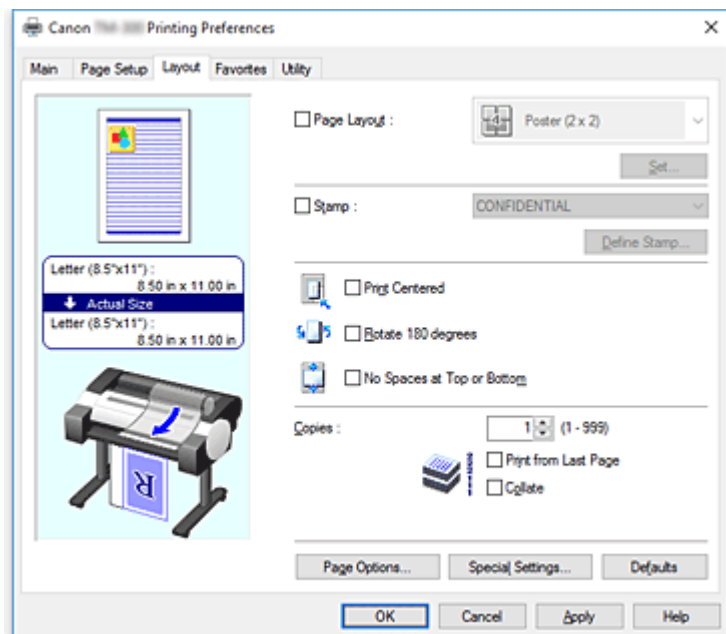 Canon Printing Preferences
Main Page Setup Layout Favorites Utility
Page Layout : 4 Poster (2 x 2)
Set...
Stamp : CONFIDENTIAL
Define Stamp...
Letter (8.5"x11") :
8.50 in x 11.00 in
Actual Size
Letter (8.5"x11") :
8.50 in x 11.00 in
Print Centered
Rotate 180 degrees
No Spaces at Top or Bottom
Copies : 1 (1 - 999)
Print from Last Page
Collate
R
Page Options... Special Settings... Defaults
OK Cancel Apply Help